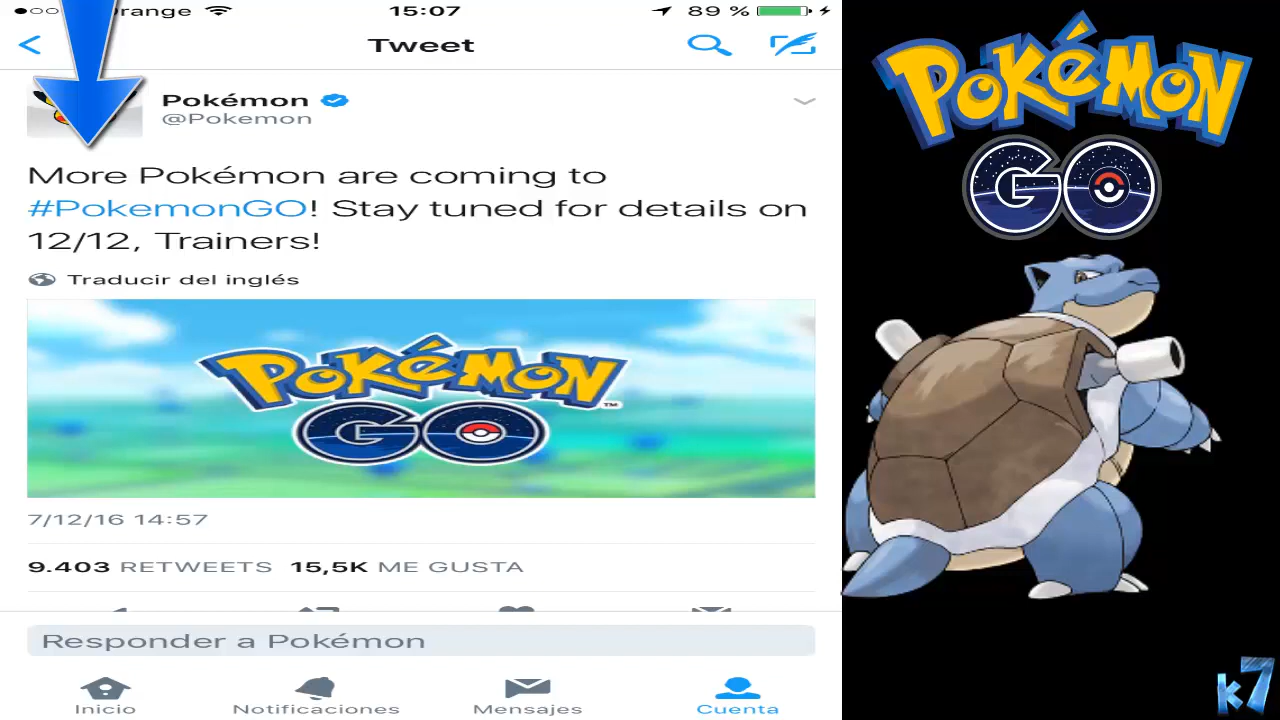 range 15:07 89 %
Tweet
Pokémon
@Pokemon
More Pokémon are coming to
#PokemonGO! Stay tuned for details on
12/12, Trainers!
Traducir del inglés
POKÉMON
GO
TM
7/12/16 14:57
9.403 RETWEETS 15,5K ME GUSTA
Responder a Pokémon
Inicio Notificaciones Mensajes Cuenta
POKÉMON
GO
k7